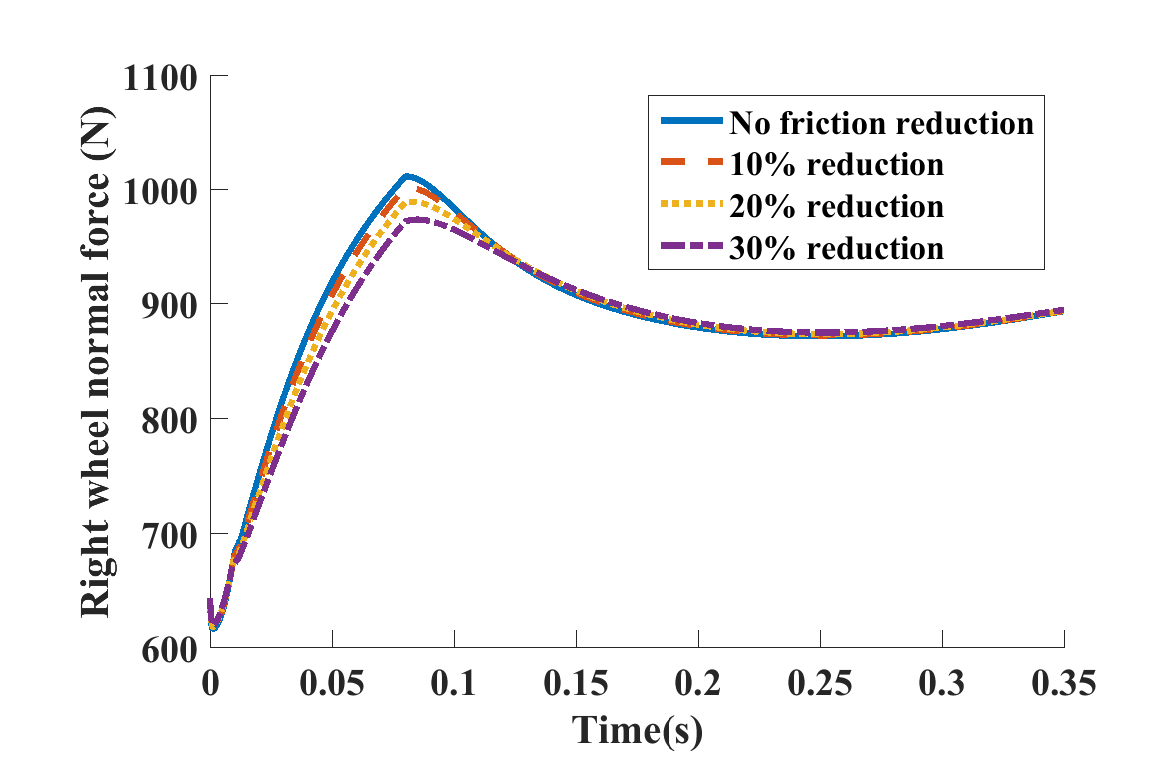 Right wheel normal force (N)
1100
1000
900
800
700
600
No friction reduction
10% reduction
20% reduction
30% reduction
0 0.05 0.1 0.15 0.2 0.25 0.3 0.35
Time(s)